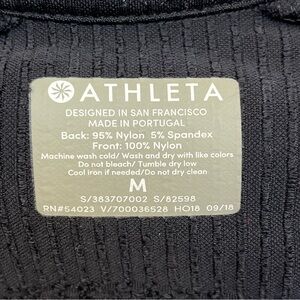 ATHLETA
DESIGNED IN SAN FRANCISCO
MADE IN PORTUGAL
Back: 95% Nylon 5% Spandex
Front: 100% Nylon
Machine wash cold/ Wash and dry with like colors
Do not bleach/ Tumble dry low
Cool iron if needed/Do not dry clean
M
S/383707002 S/82598
RN#54023 V/700036528 HO18 09/18